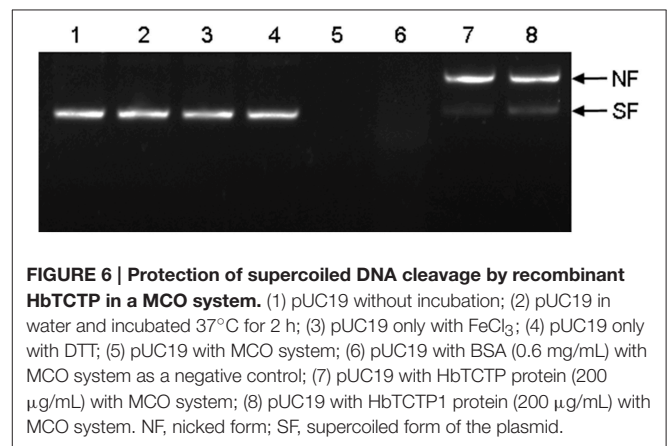 1 2 3 4 5 6 7 8
NF
SF
FIGURE 6 | Protection of supercoiled DNA cleavage by recombinant
HbTCTP in a MCO system. (1) pUC19 without incubation; (2) pUC19 in
water and incubated 37°C for 2 h; (3) pUC19 only with FeCl₃; (4) pUC19 only
with DTT; (5) pUC19 with MCO system; (6) pUC19 with BSA (0.6 mg/mL) with
MCO system as a negative control; (7) pUC19 with HbTCTP protein (200
μg/mL) with MCO system; (8) pUC19 with HbTCTP1 protein (200 μg/mL) with
MCO system. NF, nicked form; SF, supercoiled form of the plasmid.